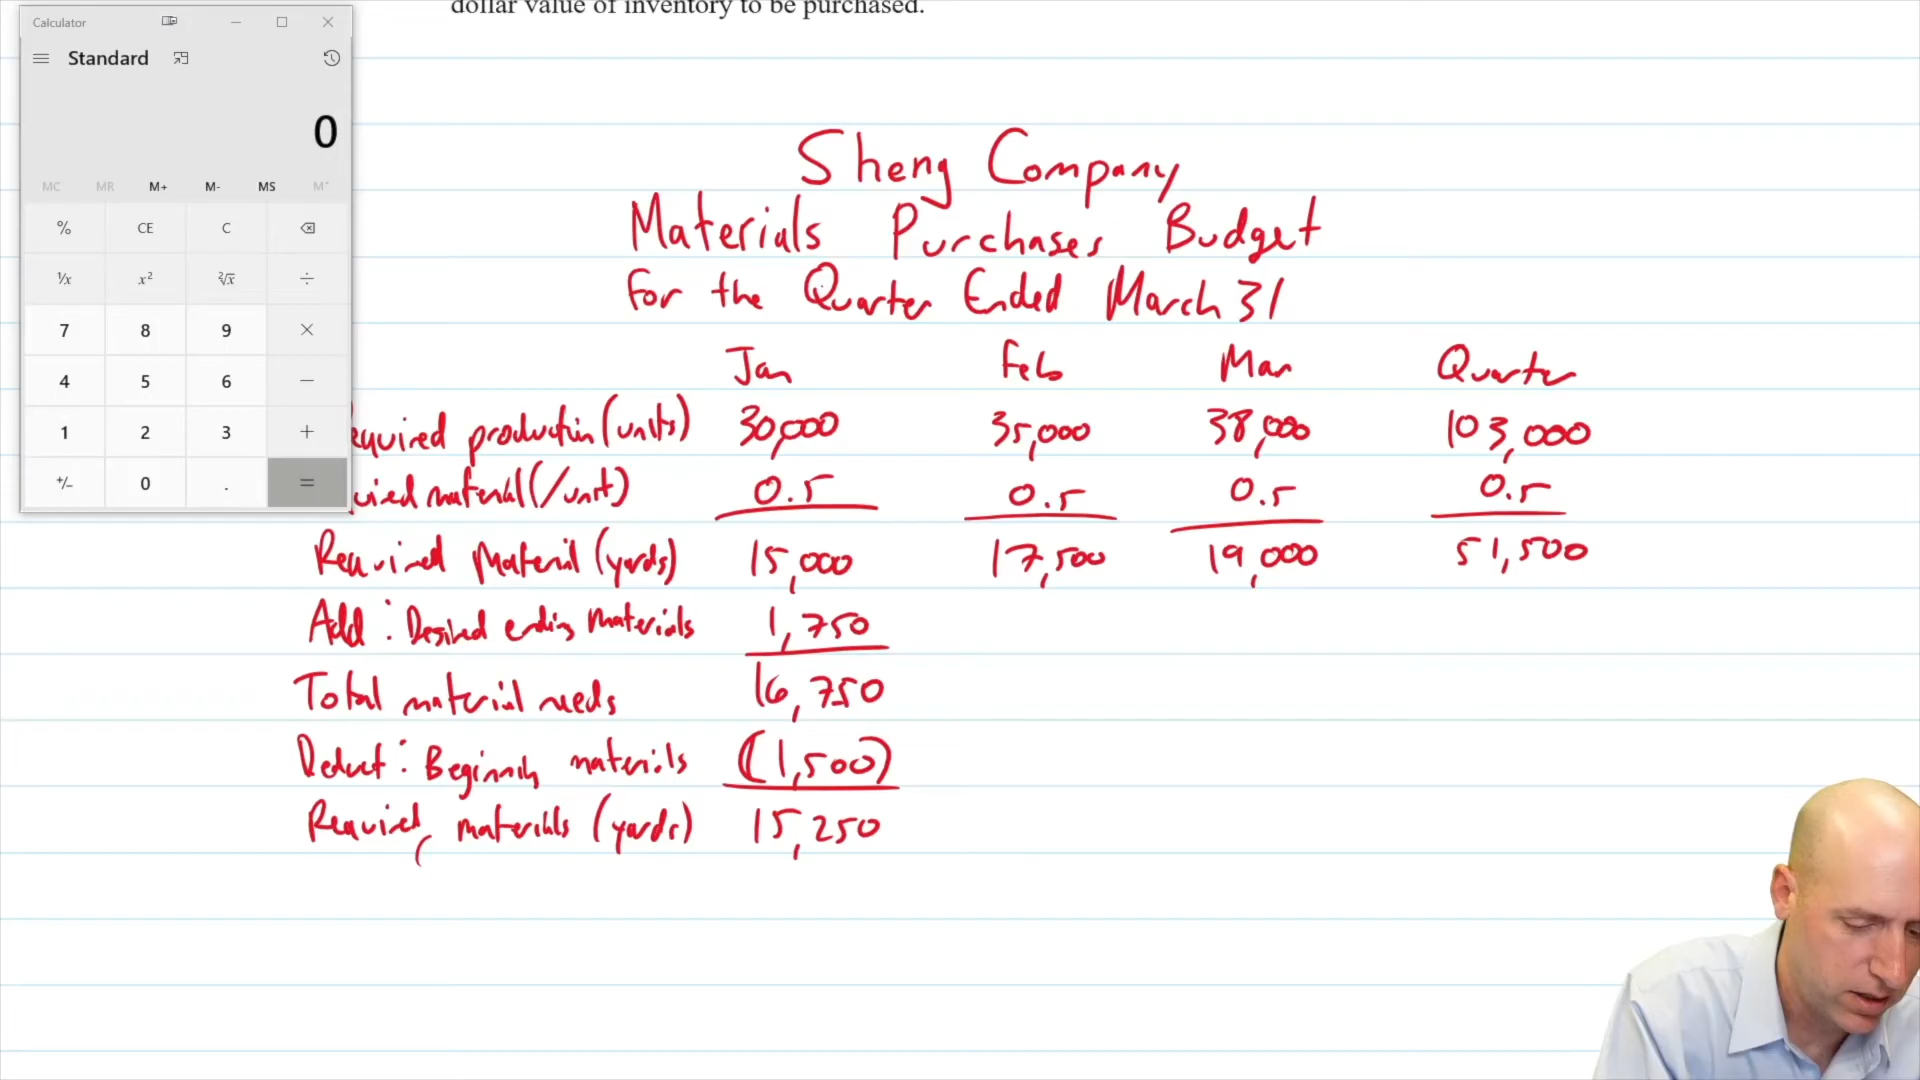 dollar value of inventory to be purchased.
Calculator
Standard
0
MC MR M+ M- MS M˅
% CE C
⅟x x² ²√x ÷
7 8 9 ×
4 5 6 −
1 2 3 +
+/− 0 . =
Sheng Company
Materials Purchases Budget
For the Quarter Ended March 31
Jan Feb Mar Quarter
equired production (units) 30,000 35,000 38,000 103,000
uired material (/unit) 0.5 0.5 0.5 0.5
Required Material (yards) 15,000 17,500 19,000 51,500
Add: Desired ending materials 1,750
Total material needs 16,750
Deduct: Beginning materials (1,500)
Required materials (yards) 15,250